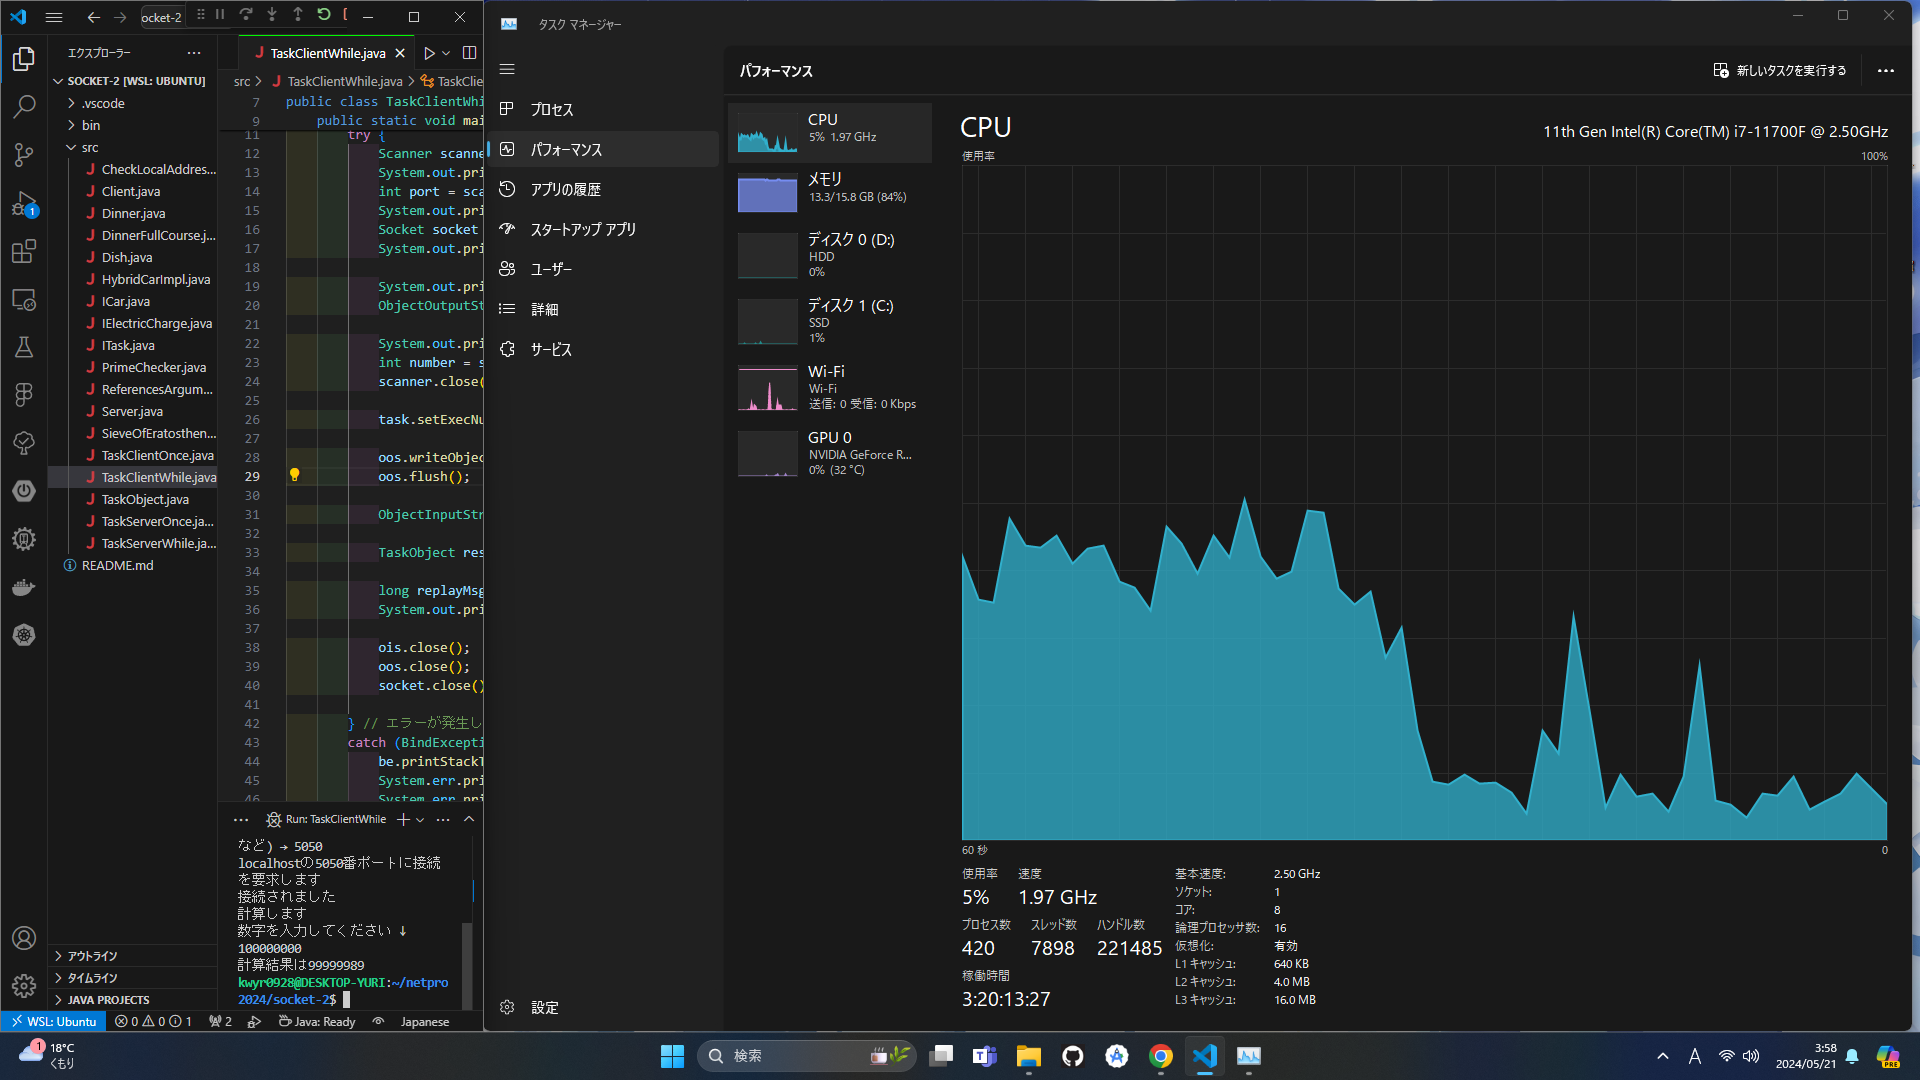 ocket-2
エクスプローラー
SOCKET-2 [WSL: UBUNTU]
.vscode
bin
src
CheckLocalAddres...
Client.java
Dinner.java
DinnerFullCourse.j...
Dish.java
HybridCarImpl.java
ICar.java
IElectricCharge.java
ITask.java
PrimeChecker.java
ReferencesArgum...
Server.java
SieveOfEratosthen...
TaskClientOnce.java
TaskClientWhile.java
TaskObject.java
TaskServerOnce.ja...
TaskServerWhile.ja...
README.md
アウトライン
タイムライン
JAVA PROJECTS
TaskClientWhile.java
src > TaskClientWhile.java > TaskClie
7 public class TaskClientWhi
9 public static void mai
11 try {
12 Scanner scanne
13 System.out.pri
14 int port = sca
15 System.out.pri
16 Socket socket
17 System.out.pri
18
19 System.out.pri
20 ObjectOutputSt
21
22 System.out.pri
23 int number = s
24 scanner.close(
25
26 task.setExecNu
27
28 oos.writeObjec
29 oos.flush();
30
31 ObjectInputStr
32
33 TaskObject res
34
35 long replayMsg
36 System.out.pri
37
38 ois.close();
39 oos.close();
40 socket.close()
41
42 } // エラーが発生し
43 catch (BindExcepti
44 be.printStackT
45 System.err.pri
46 System.err.pri
Run: TaskClientWhile
など) → 5050
localhostの5050番ポートに接続
を要求します
接続されました
計算します
数字を入力してください ↓
100000000
計算結果は99999989
kwyr0928@DESKTOP-YURI:~/netpro
2024/socket-2$
WSL: Ubuntu 0 0 1 2 Java: Ready Japanese
タスク マネージャー
プロセス
パフォーマンス
アプリの履歴
スタートアップ アプリ
ユーザー
詳細
サービス
設定
パフォーマンス
新しいタスクを実行する
CPU
5% 1.97 GHz
メモリ
13.3/15.8 GB (84%)
ディスク 0 (D:)
HDD
0%
ディスク 1 (C:)
SSD
1%
Wi-Fi
Wi-Fi
送信: 0 受信: 0 Kbps
GPU 0
NVIDIA GeForce R...
0% (32 °C)
CPU
11th Gen Intel(R) Core(TM) i7-11700F @ 2.50GHz
使用率 100%
60 秒 0
使用率 速度
5% 1.97 GHz
プロセス数 スレッド数 ハンドル数
420 7898 221485
稼働時間
3:20:13:27
基本速度: 2.50 GHz
ソケット: 1
コア: 8
論理プロセッサ数: 16
仮想化: 有効
L1 キャッシュ: 640 KB
L2 キャッシュ: 4.0 MB
L3 キャッシュ: 16.0 MB
1
18°C
くもり
検索
A
3:58
2024/05/21
PRE